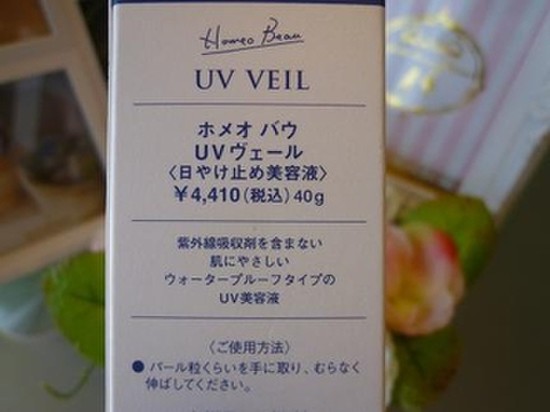 Homeo Beau
UV VEIL
ホメオ バウ
UVヴェール
〈日やけ止め美容液〉
¥4,410(税込)40g
紫外線吸収剤を含まない
肌にやさしい
ウォータープルーフタイプの
UV美容液
〈ご使用方法〉
● パール粒くらいを手に取り、むらなく
伸ばしてください。